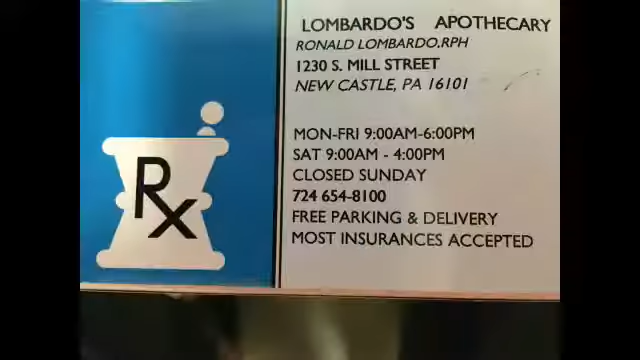 Rx
LOMBARDO'S APOTHECARY
RONALD LOMBARDO.RPH
1230 S. MILL STREET
NEW CASTLE, PA 16101
MON-FRI 9:00AM-6:00PM
SAT 9:00AM - 4:00PM
CLOSED SUNDAY
724 654-8100
FREE PARKING & DELIVERY
MOST INSURANCES ACCEPTED